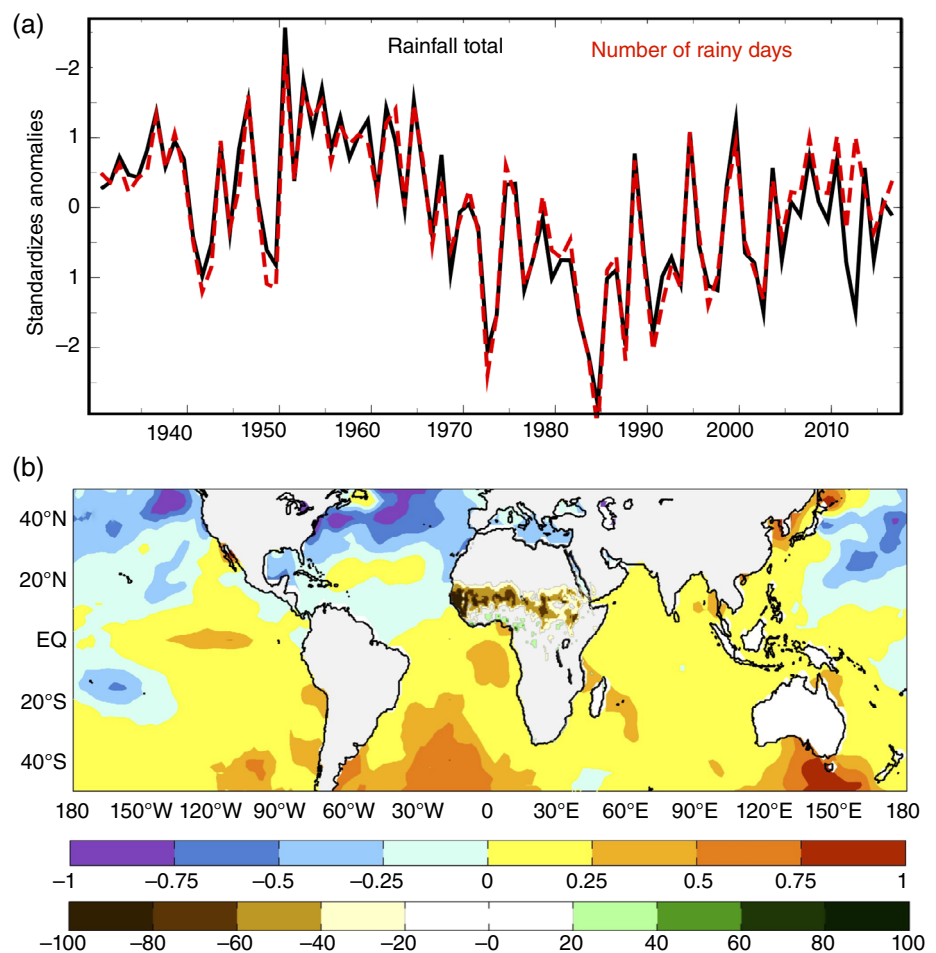 (a)
Rainfall total
Number of rainy days
Standardizes anomalies
–2
1
0
1
–2
1940 1950 1960 1970 1980 1990 2000 2010
(b)
40°N
20°N
EQ
20°S
40°S
180 150°W 120°W 90°W 60°W 30°W 0 30°E 60°E 90°E 120°E 150°E 180
–1 –0.75 –0.5 –0.25 0 0.25 0.5 0.75 1
–100 –80 –60 –40 –20 –0 20 40 60 80 100